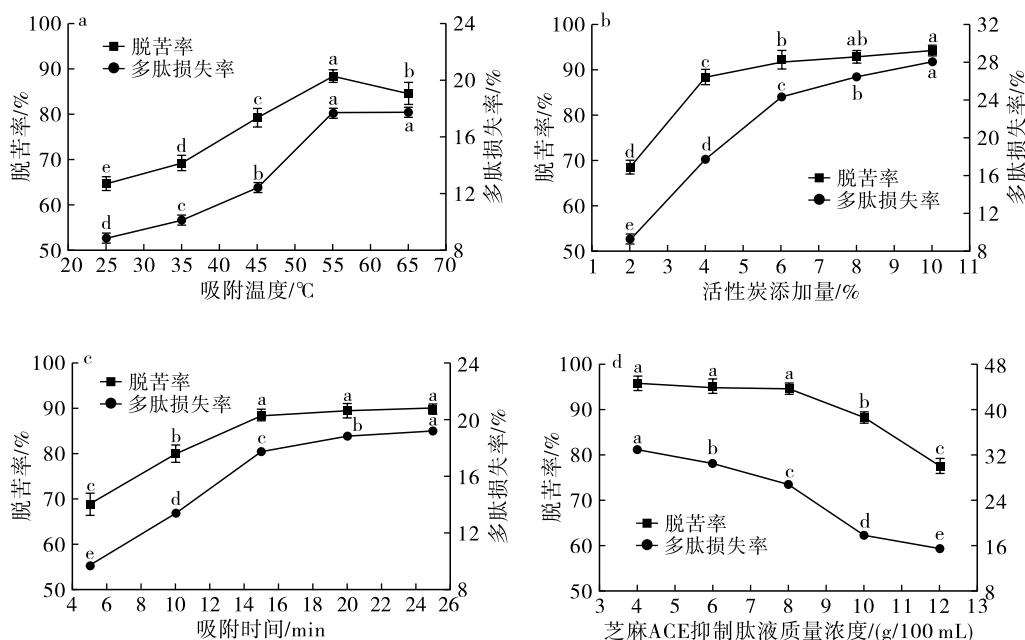 a
脱苦率
多肽损失率
100
90
80
70
60
50
脱苦率/%
24
20
16
12
8
多肽损失率/%
e
d
c
a
b
d
c
b
a
a
20 25 30 35 40 45 50 55 60 65 70
吸附温度/℃
b
脱苦率
多肽损失率
100
90
80
70
60
50
脱苦率/%
32
28
24
20
16
12
8
多肽损失率/%
d
c
b
ab
a
e
d
c
b
a
1 2 3 4 5 6 7 8 9 10 11
活性炭添加量/%
c
脱苦率
多肽损失率
100
90
80
70
60
50
脱苦率/%
24
20
16
12
8
多肽损失率/%
c
b
a
a
a
e
d
c
b
a
4 6 8 10 12 14 16 18 20 22 24 26
吸附时间/min
d
脱苦率
多肽损失率
100
90
80
70
60
50
脱苦率/%
48
40
32
24
16
8
多肽损失率/%
a
a
a
b
c
a
b
c
d
e
3 4 5 6 7 8 9 10 11 12 13
芝麻ACE抑制肽液质量浓度/(g/100 mL)